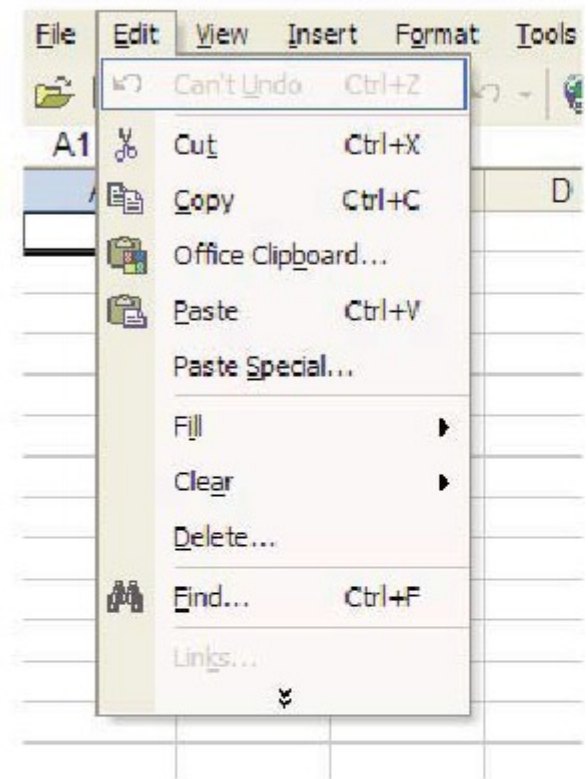 File Edit View Insert Format Tools
Can't Undo Ctrl+Z
A1
Cut Ctrl+X
D
Copy Ctrl+C
Office Clipboard...
Paste Ctrl+V
Paste Special...
Fill
Clear
Delete...
Find... Ctrl+F
Links...